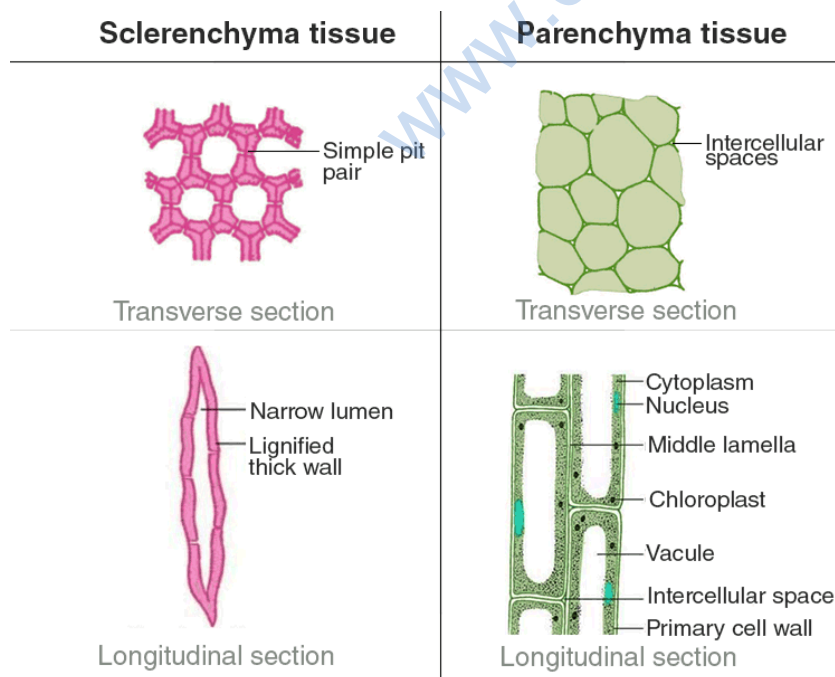 Sclerenchyma tissue
Parenchyma tissue
Simple pit
pair
Intercellular
spaces
Transverse section
Transverse section
Narrow lumen
Lignified
thick wall
Cytoplasm
Nucleus
Middle lamella
Chloroplast
Vacule
Intercellular space
Primary cell wall
Longitudinal section
Longitudinal section
www.